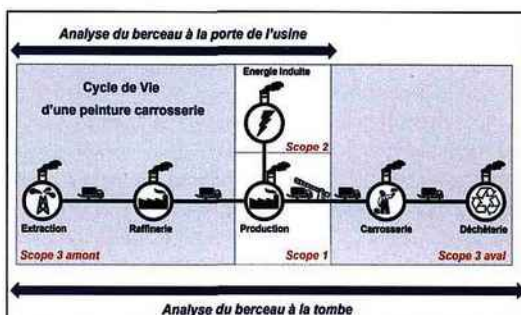 Analyse du berceau à la porte de l'usine
Cycle de Vie
d'une peinture carrosserie
Energie Induite
Scope 2
Extraction
Raffinerie
Production
Carrosserie
Déchèterie
Scope 3 amont
Scope 1
Scope 3 aval
Analyse du berceau à la tombe